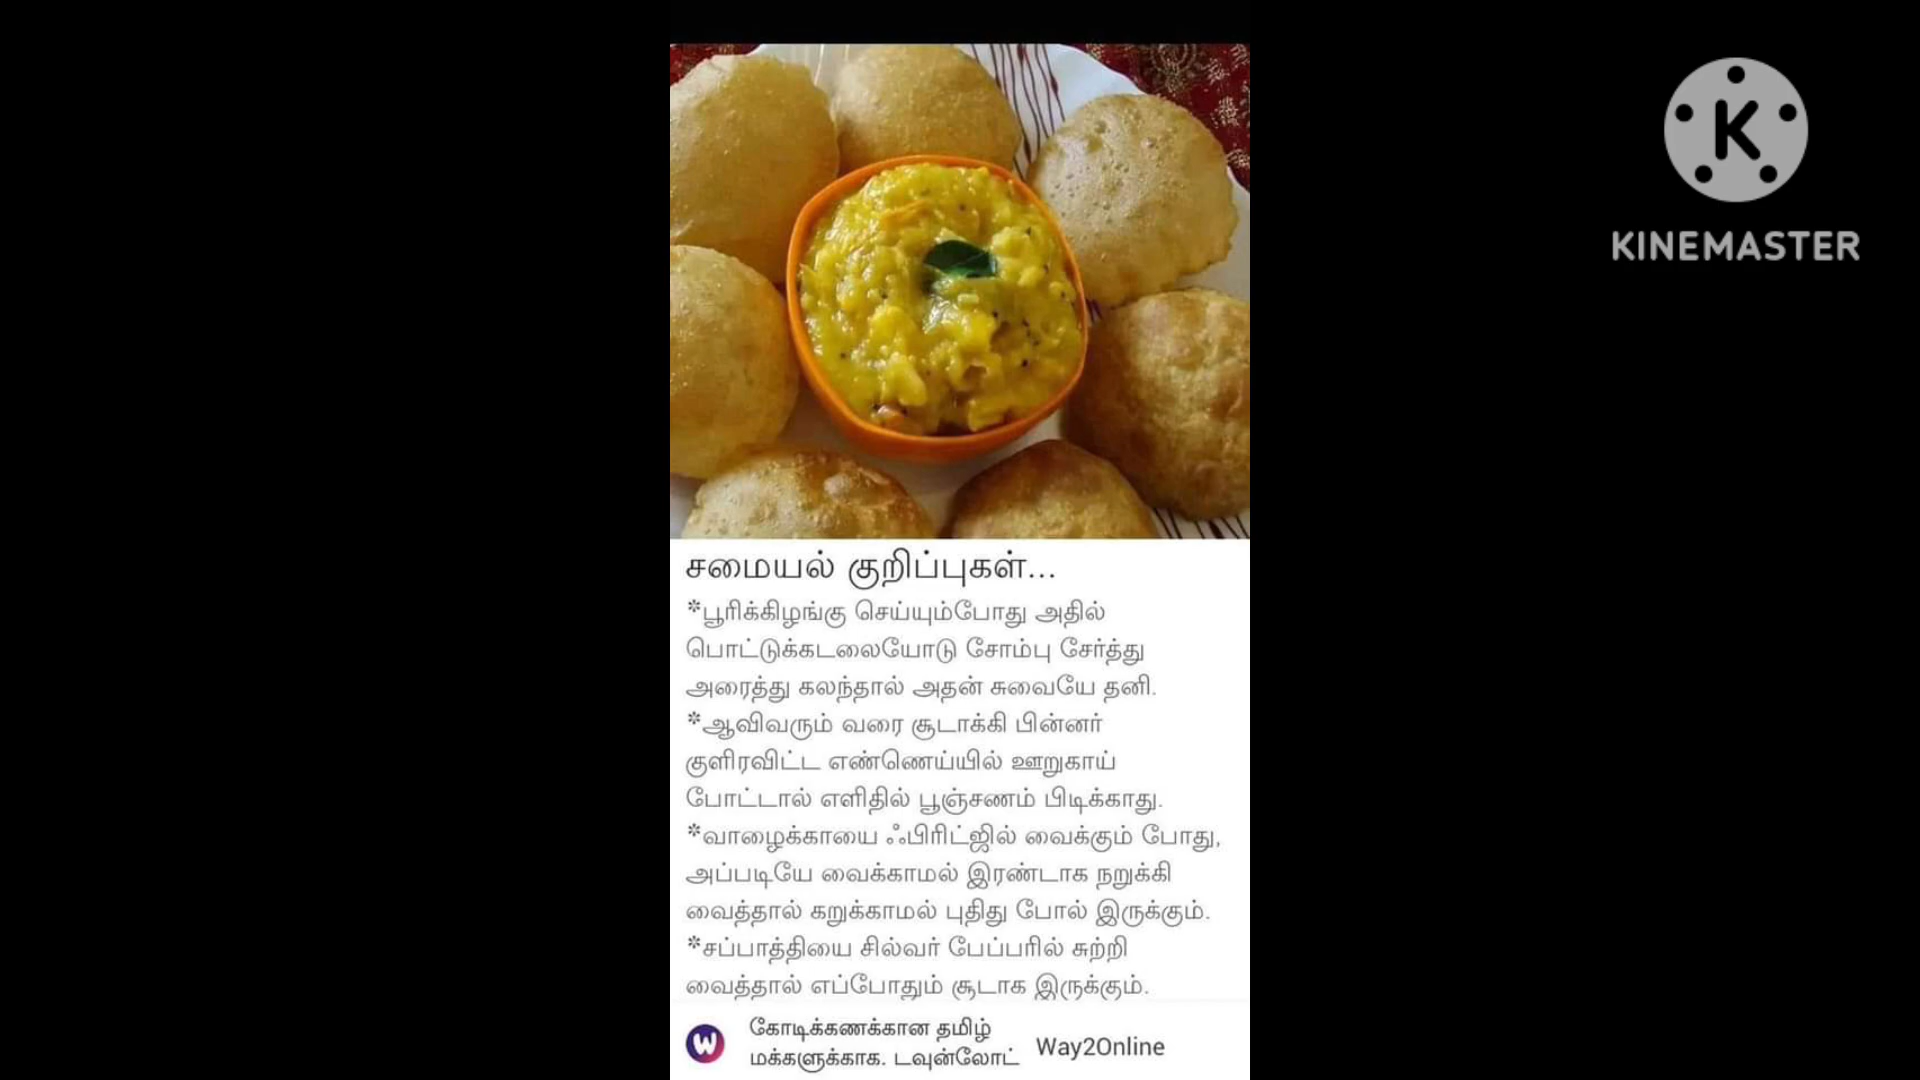 KINEMASTER
சமையல் குறிப்புகள்...
*பூரிக்கிழங்கு செய்யும்போது அதில்
பொட்டுக்கடலையோடு சோம்பு சேர்த்து
அரைத்து கலந்தால் அதன் சுவையே தனி.
*ஆவிவரும் வரை சூடாக்கி பின்னர்
குளிரவிட்ட எண்ணெய்யில் ஊறுகாய்
போட்டால் எளிதில் பூஞ்சணம் பிடிக்காது.
*வாழைக்காயை ஃபிரிட்ஜில் வைக்கும் போது,
அப்படியே வைக்காமல் இரண்டாக நறுக்கி
வைத்தால் கறுக்காமல் புதிது போல் இருக்கும்.
*சப்பாத்தியை சில்வர் பேப்பரில் சுற்றி
வைத்தால் எப்போதும் சூடாக இருக்கும்.
கோடிக்கணக்கான தமிழ்
மக்களுக்காக. டவுன்லோட் Way2Online